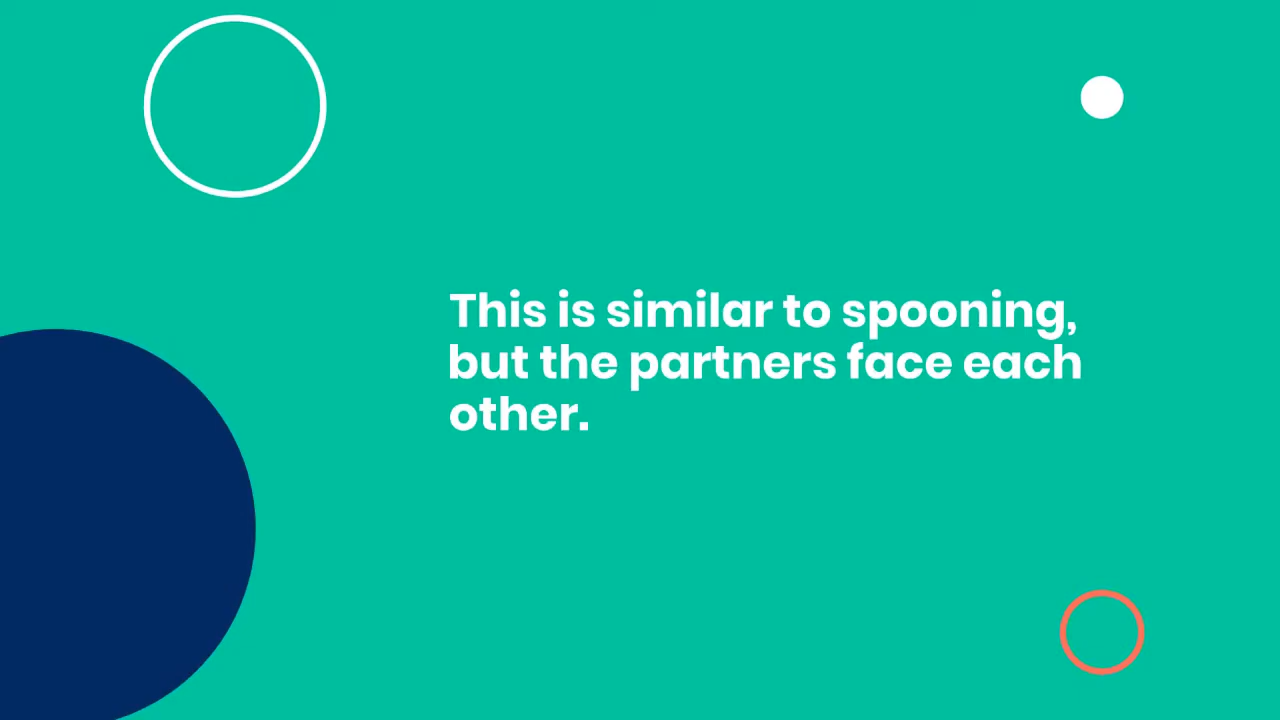 This is similar to spooning,
but the partners face each
other.